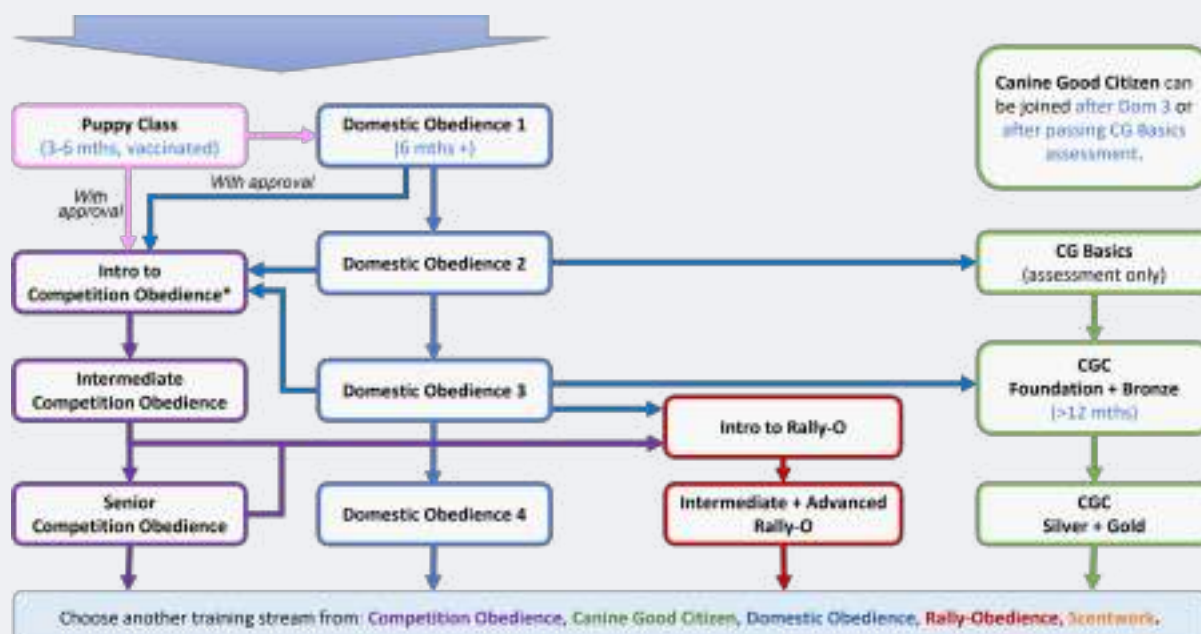 Puppy Class
(3-6 mths, vaccinated)
Domestic Obedience 1
(6 mths +)
Canine Good Citizen can
be joined after Dom 3 or
after passing CG Basics
assessment.
With approval
With
approval
Intro to
Competition Obedience*
Domestic Obedience 2
CG Basics
(assessment only)
Intermediate
Competition Obedience
Domestic Obedience 3
CGC
Foundation + Bronze
(>12 mths)
Intro to Rally-O
Senior
Competition Obedience
Domestic Obedience 4
Intermediate + Advanced
Rally-O
CGC
Silver + Gold
Choose another training stream from: Competition Obedience, Canine Good Citizen, Domestic Obedience, Rally-Obedience, Scentwork.